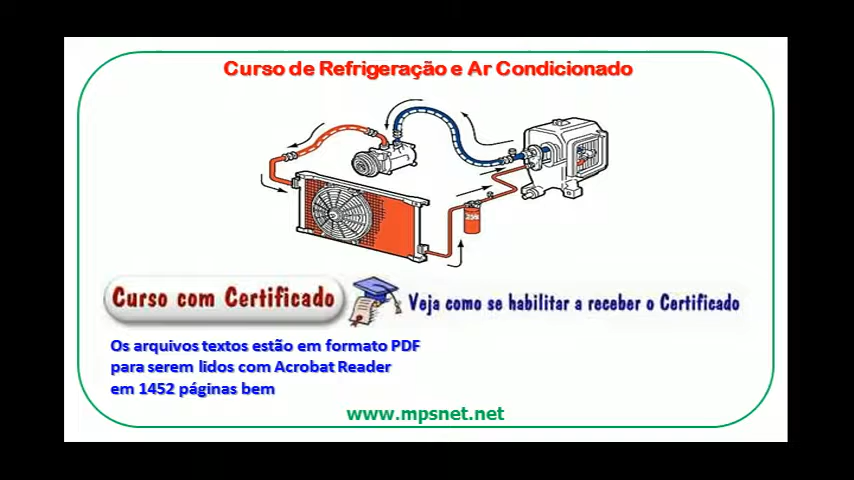 Curso de Refrigeração e Ar Condicionado
Curso com Certificado
Veja como se habilitar a receber o Certificado
Os arquivos textos estão em formato PDF
para serem lidos com Acrobat Reader
em 1452 páginas bem
www.mpsnet.net